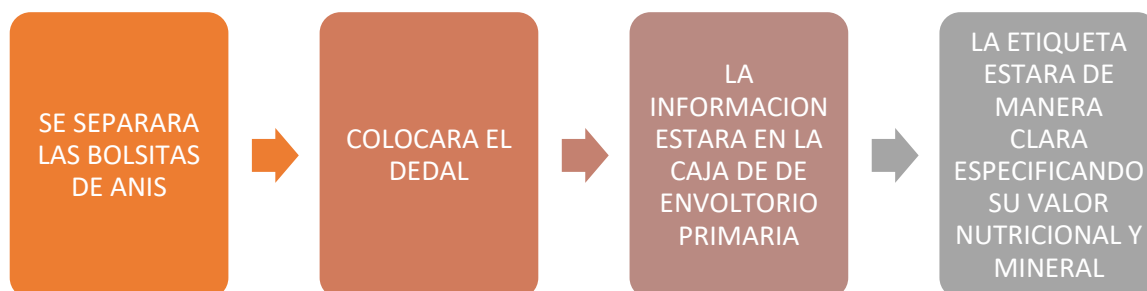 SE SEPARARA
LAS BOLSITAS
DE ANIS
COLOCARA EL
DEDAL
LA
INFORMACION
ESTARA EN LA
CAJA DE DE
ENVOLTORIO
PRIMARIA
LA ETIQUETA
ESTARA DE
MANERA
CLARA
ESPECIFICANDO
SU VALOR
NUTRICIONAL Y
MINERAL